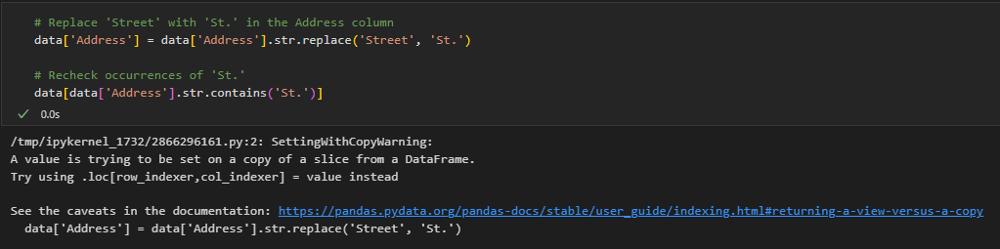 # Replace 'Street' with 'St.' in the Address column
data['Address'] = data['Address'].str.replace('Street', 'St.')
# Recheck occurrences of 'St.'
data[data['Address'].str.contains('St.')]
0.0s
/tmp/ipykernel_1732/2866296161.py:2: SettingWithCopyWarning:
A value is trying to be set on a copy of a slice from a DataFrame.
Try using .loc[row_indexer,col_indexer] = value instead
See the caveats in the documentation: https://pandas.pydata.org/pandas-docs/stable/user_guide/indexing.html#returning-a-view-versus-a-copy
data['Address'] = data['Address'].str.replace('Street', 'St.')